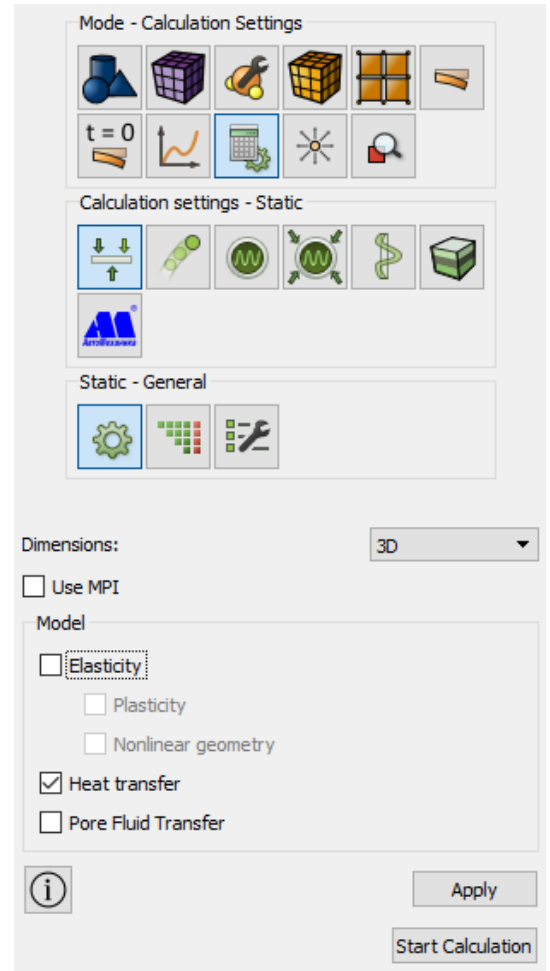 Mode - Calculation Settings
t = 0
Calculation settings - Static
АвтоМеханика
Static - General
Dimensions:
3D
Use MPI
Model
Elasticity
Plasticity
Nonlinear geometry
Heat transfer
Pore Fluid Transfer
Apply
Start Calculation